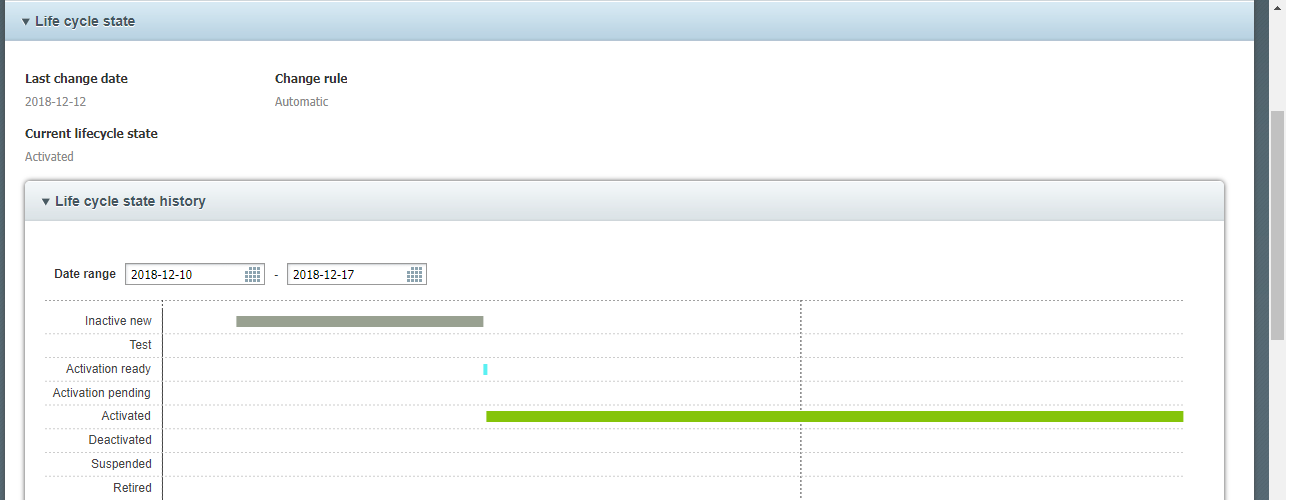 Life cycle state
Last change date Change rule
2018-12-12 Automatic
Current lifecycle state
Activated
Life cycle state history
Date range 2018-12-10 - 2018-12-17
Inactive new
Test
Activation ready
Activation pending
Activated
Deactivated
Suspended
Retired